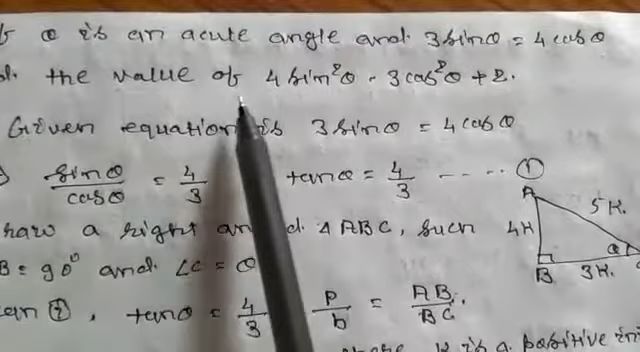 θ is an acute angle and 3sinθ = 4cosθ
the value of 4sin²θ - 3cos²θ + 2.
Given equation is 3sinθ = 4cosθ
sinθ/cosθ = 4/3 tanθ = 4/3 ---- ①
A
5K.
a right an d. △ABC, such
4K
θ
B = 90° and ∠C = θ
B 3K. C
tanθ = 4/3 P/b = AB/BC.
K is a positive in